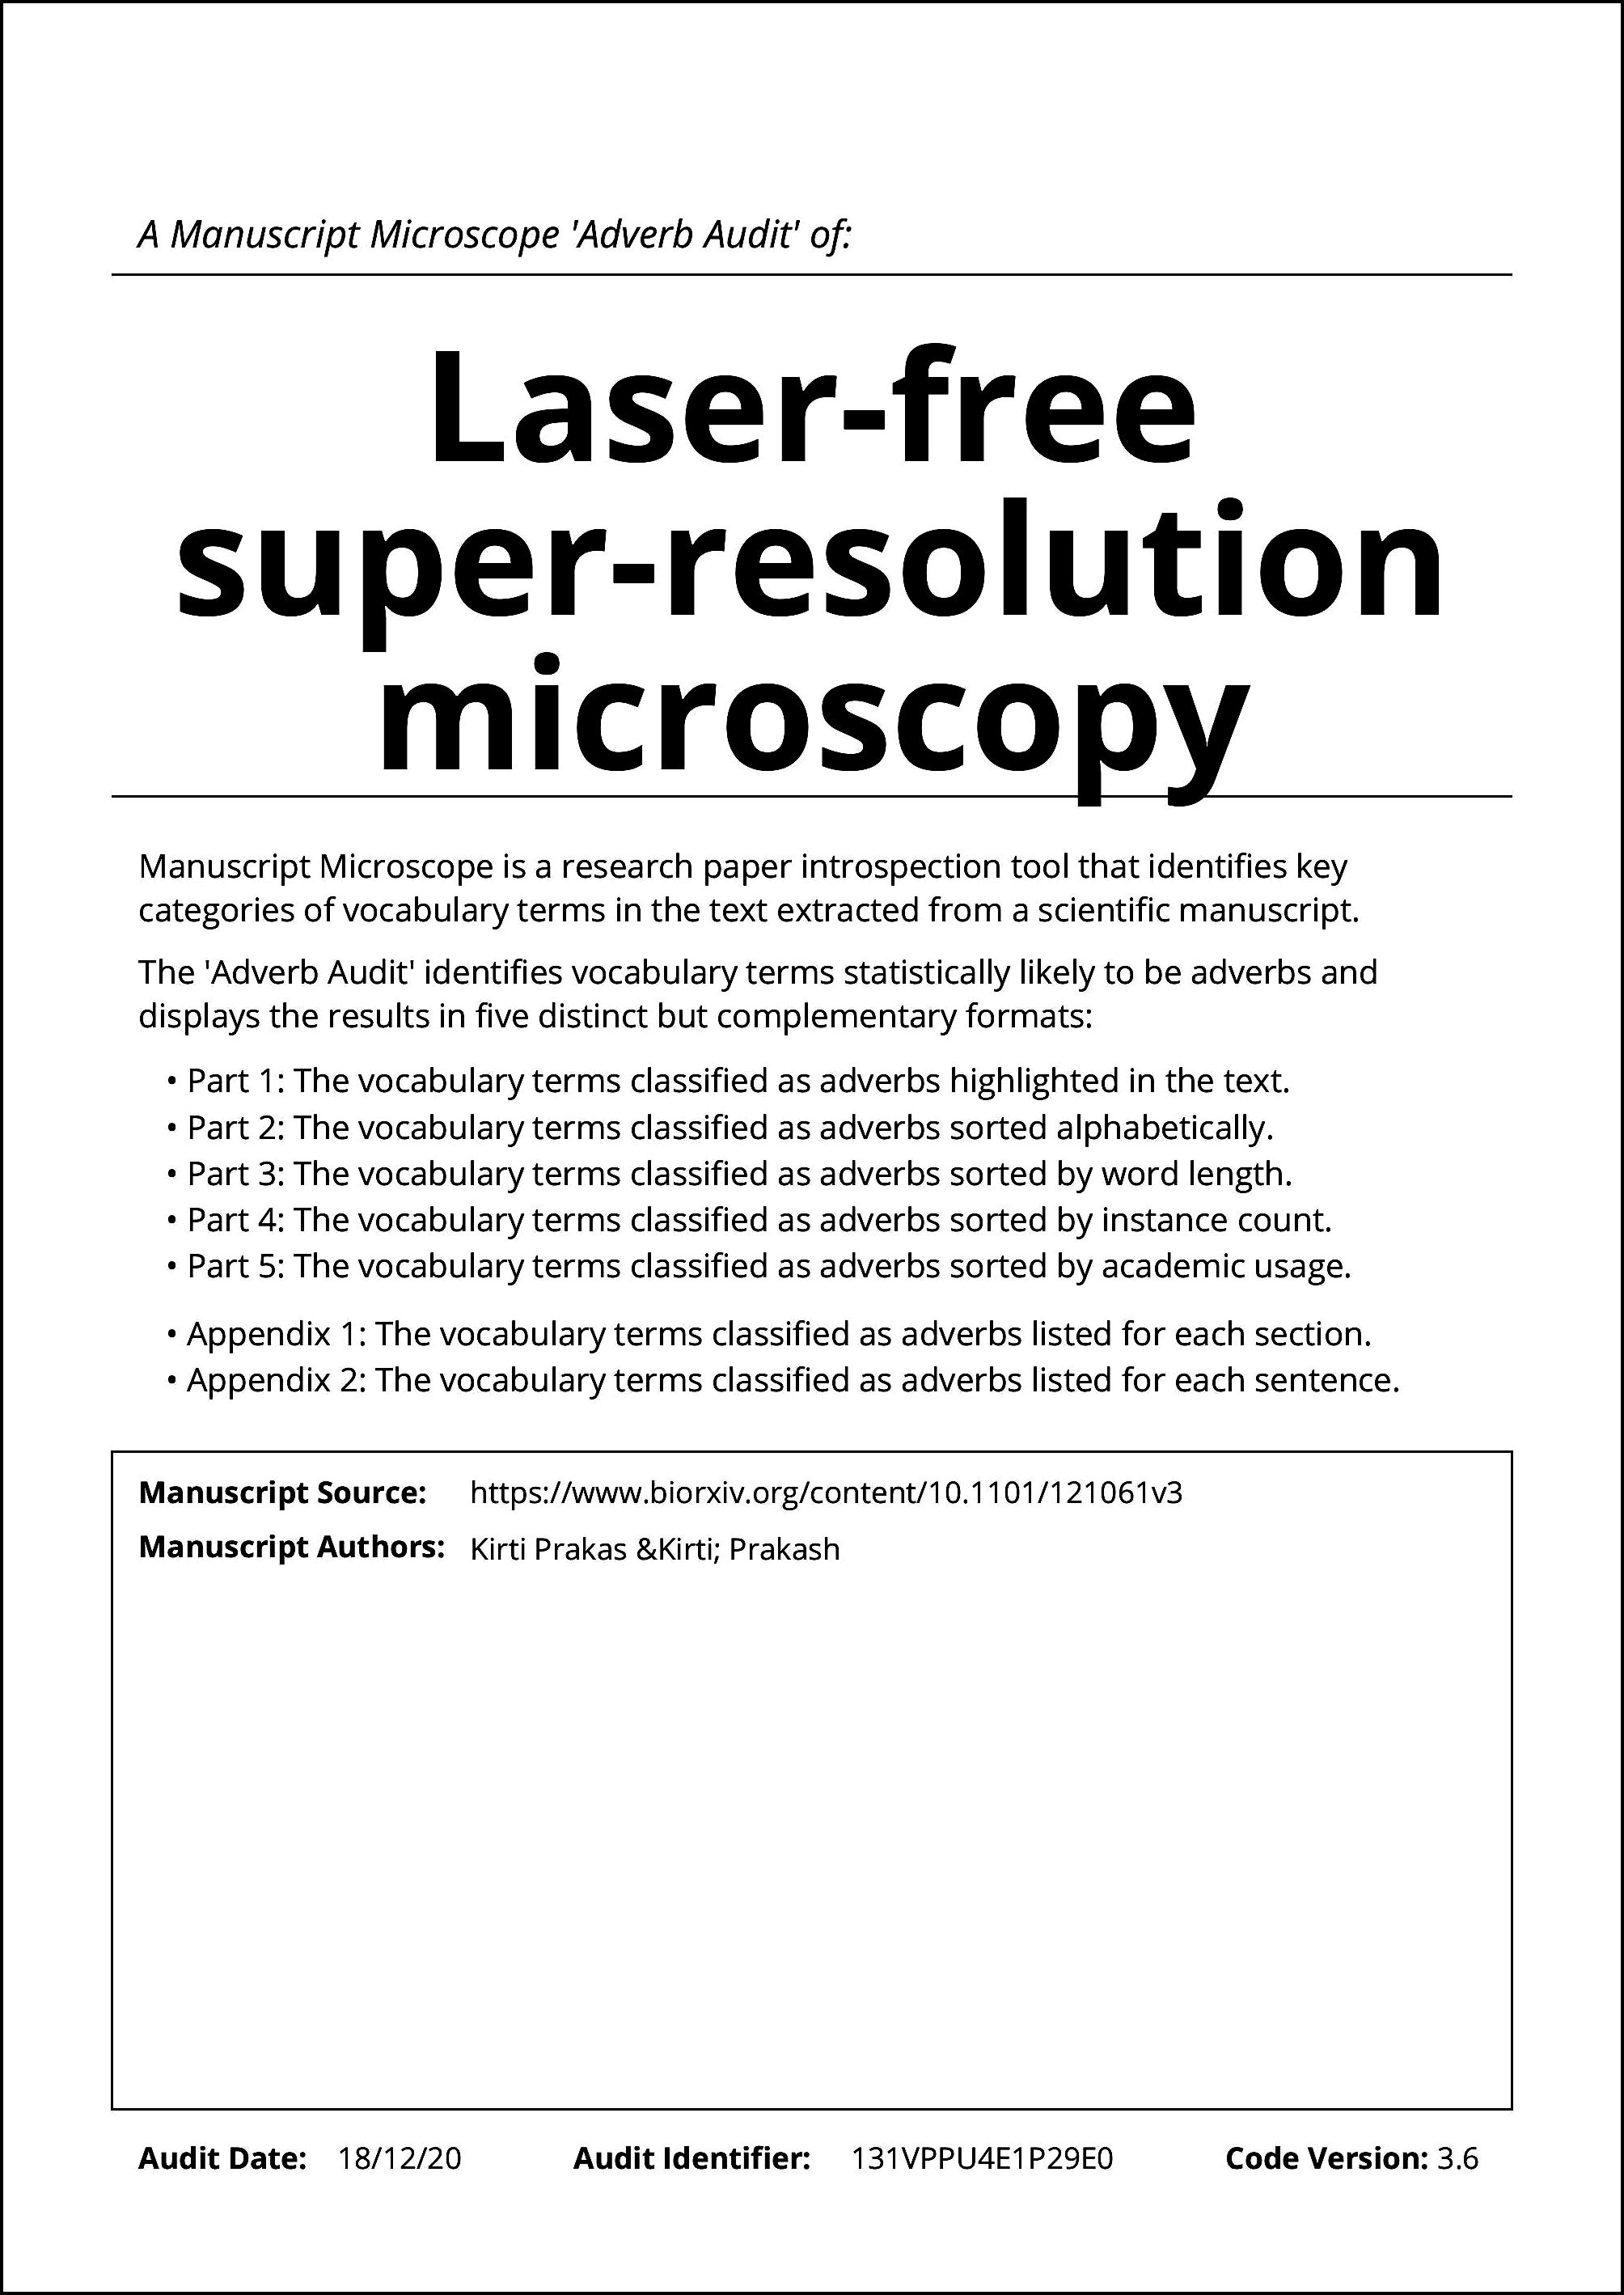 A Manuscript Microscope 'Adverb Audit' of:
Laser-free
super-resolution
microscopy
Manuscript Microscope is a research paper introspection tool that identifies key
categories of vocabulary terms in the text extracted from a scientific manuscript.
The 'Adverb Audit' identifies vocabulary terms statistically likely to be adverbs and
displays the results in five distinct but complementary formats:
• Part 1: The vocabulary terms classified as adverbs highlighted in the text.
• Part 2: The vocabulary terms classified as adverbs sorted alphabetically.
• Part 3: The vocabulary terms classified as adverbs sorted by word length.
• Part 4: The vocabulary terms classified as adverbs sorted by instance count.
• Part 5: The vocabulary terms classified as adverbs sorted by academic usage.
• Appendix 1: The vocabulary terms classified as adverbs listed for each section.
• Appendix 2: The vocabulary terms classified as adverbs listed for each sentence.
Manuscript Source: https://www.biorxiv.org/content/10.1101/121061v3
Manuscript Authors: Kirti Prakas &Kirti; Prakash
Audit Date: 18/12/20 Audit Identifier: 131VPPU4E1P29E0 Code Version: 3.6